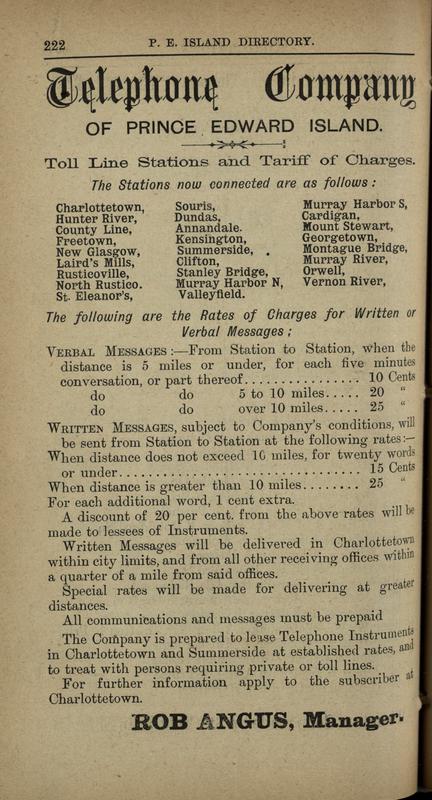 222
P. E. ISLAND DIRECTORY.
Telephone Company
OF PRINCE EDWARD ISLAND.
Toll Line Stations and Tariff of Charges.
The Stations now connected are as follows :
Charlottetown, Souris, Murray Harbor S,
Hunter River, Dundas, Cardigan,
County Line, Annandale. Mount Stewart,
Freetown, Kensington, Georgetown,
New Glasgow, Summerside, . Montague Bridge,
Laird's Mills, Clifton, Murray River,
Rusticoville, Stanley Bridge, Orwell,
North Rustico. Murray Harbor N, Vernon River,
St. Eleanor's, Valleyfield.
The following are the Rates of Charges for Written or
Verbal Messages ;
VERBAL MESSAGES :—From Station to Station, when the
distance is 5 miles or under, for each five minutes
conversation, or part thereof................ 10 Cents
do do 5 to 10 miles..... 20 "
do do over 10 miles..... 25 "
WRITTEN MESSAGES, subject to Company's conditions, will
be sent from Station to Station at the following rates:—
When distance does not exceed 10 miles, for twenty words
or under.................................. 15 Cents
When distance is greater than 10 miles........ 25 "
For each additional word, 1 cent extra.
A discount of 20 per cent. from the above rates will be
made to lessees of Instruments.
Written Messages will be delivered in Charlottetown
within city limits, and from all other receiving offices within
a quarter of a mile from said offices.
Special rates will be made for delivering at greater
distances.
All communications and messages must be prepaid
The Company is prepared to lease Telephone Instruments
in Charlottetown and Summerside at established rates, and
to treat with persons requiring private or toll lines.
For further information apply to the subscriber at
Charlottetown.
ROB ANGUS, Manager.